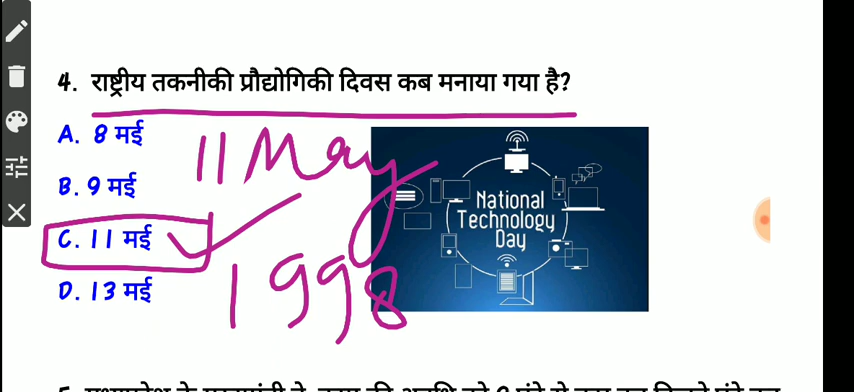 4. राष्ट्रीय तकनीकी प्रौद्योगिकी दिवस कब मनाया गया है?
A. 8 मई
B. 9 मई
C. 11 मई
D. 13 मई
11 May
1998
National
Technology
Day